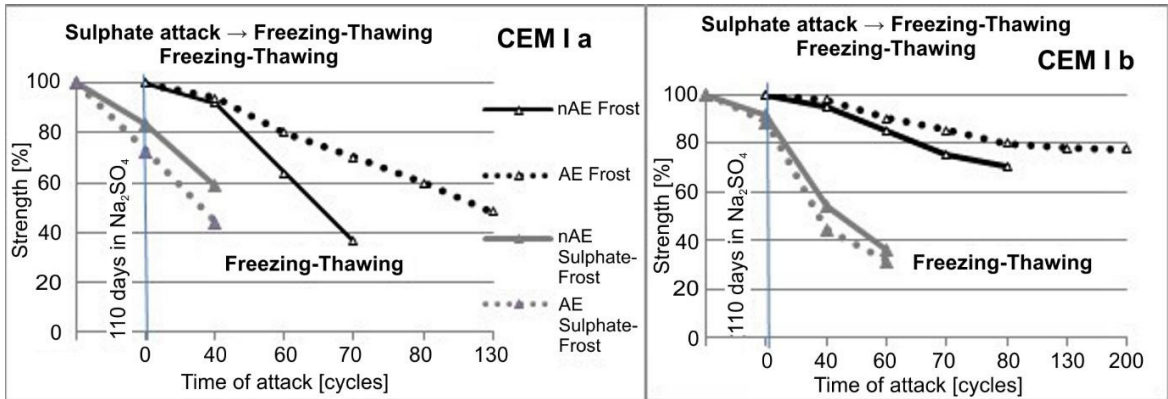 Sulphate attack → Freezing-Thawing
Freezing-Thawing
CEM I a
100
80
60
40
20
0
Strength [%]
110 days in Na₂SO₄
Freezing-Thawing
0 40 60 70 80 130
Time of attack [cycles]
nAE Frost
AE Frost
nAE
Sulphate-
Frost
AE
Sulphate-
Frost
Sulphate attack → Freezing-Thawing
Freezing-Thawing
CEM I b
100
80
60
40
20
0
Strength [%]
110 days in Na₂SO₄
Freezing-Thawing
0 40 60 70 80 130 200
Time of attack [cycles]